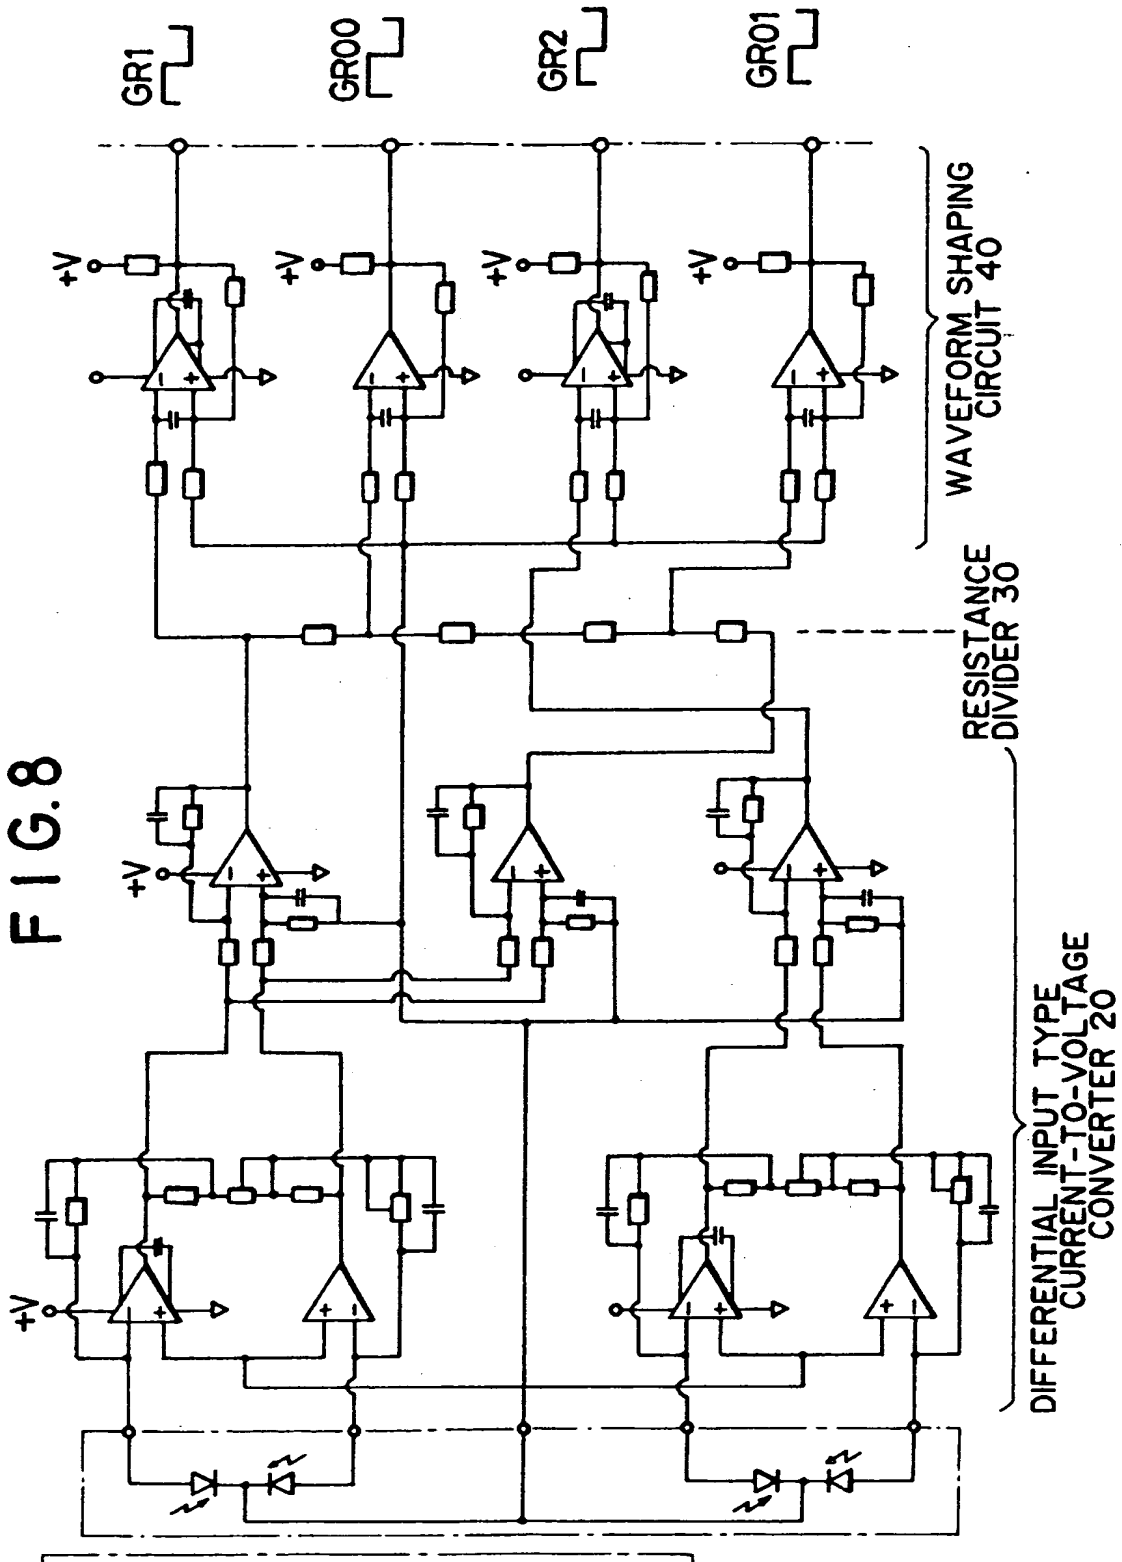 FIG.8
GR1
GR00
GR2
GR01
+V
+V
+V
+V
+V
+V
-
+
-
+
-
+
-
+
-
+
-
+
-
+
-
+
+
-
-
+
+
-
WAVEFORM SHAPING
CIRCUIT 40
RESISTANCE
DIVIDER 30
DIFFERENTIAL INPUT TYPE
CURRENT-TO-VOLTAGE
CONVERTER 20